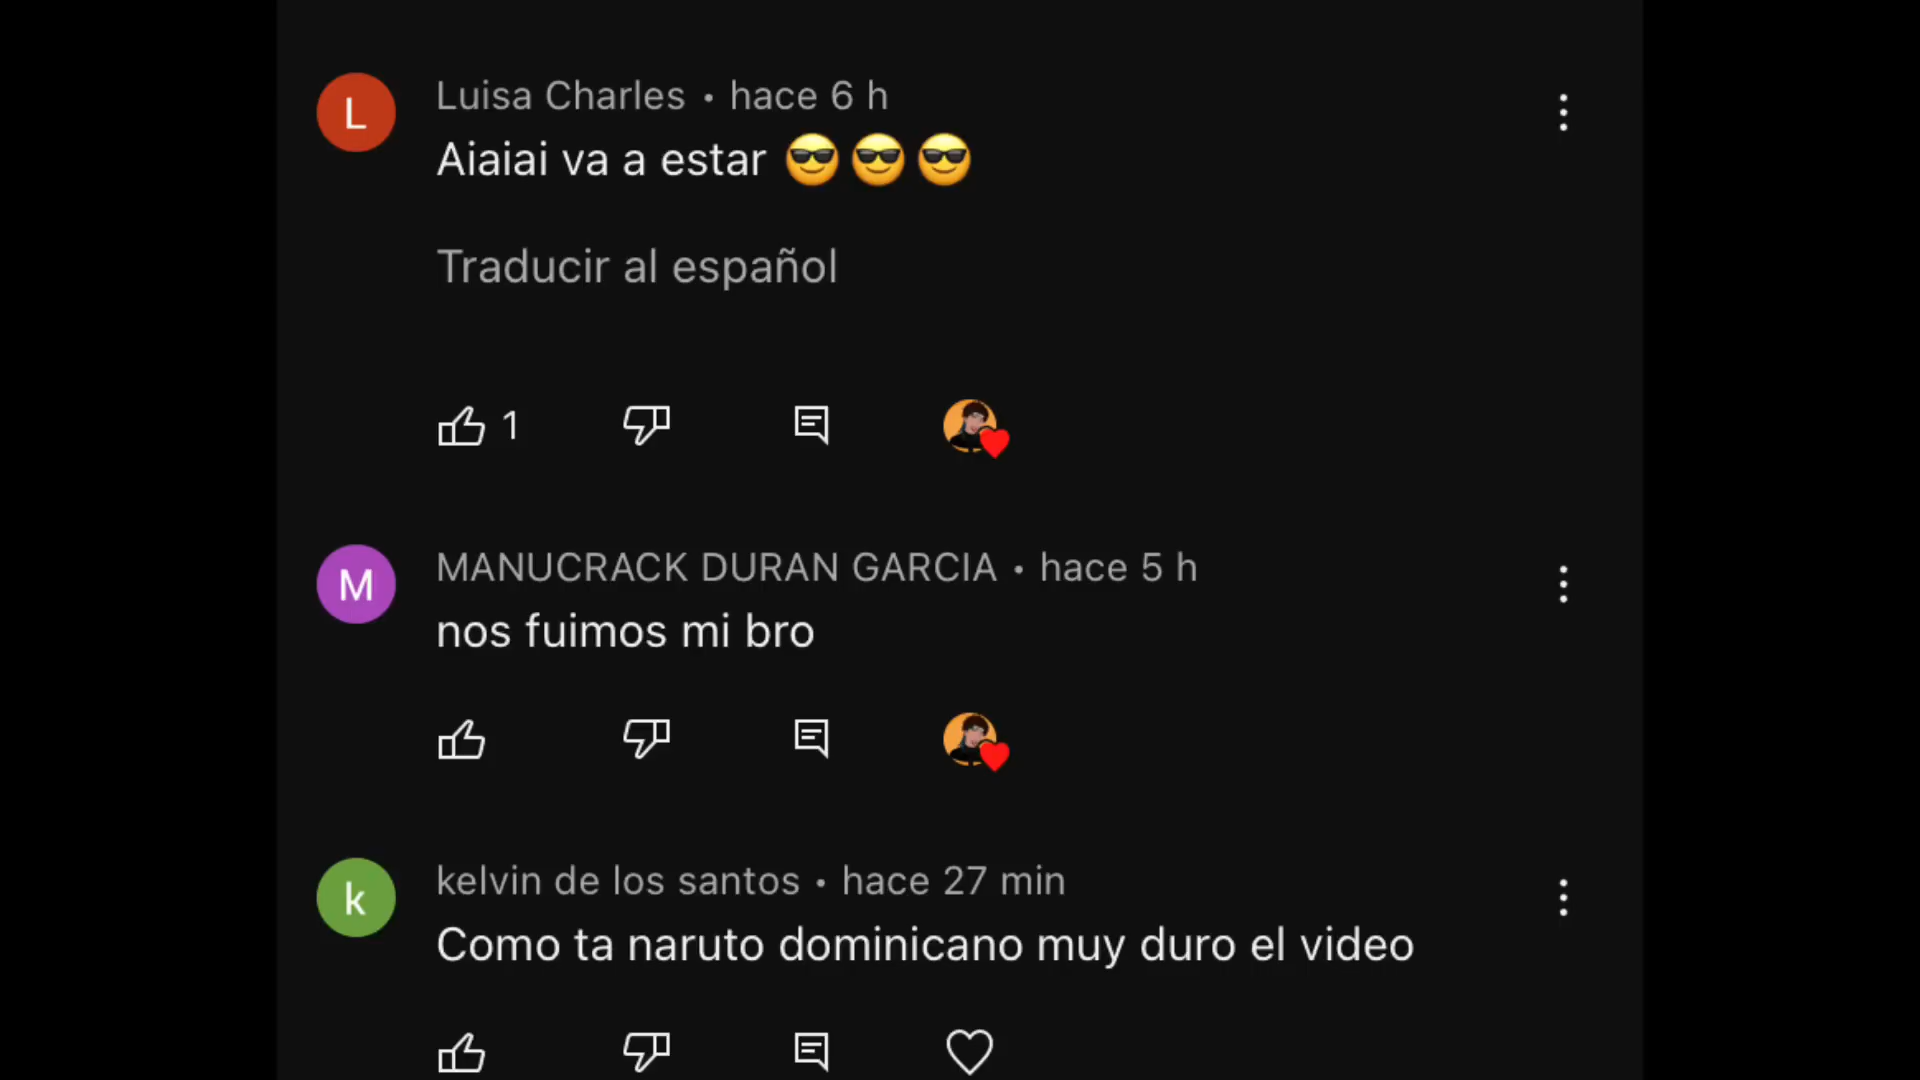 L
Luisa Charles • hace 6 h
Aiaiai va a estar 😎😎😎
Traducir al español
1
M
MANUCRACK DURAN GARCIA • hace 5 h
nos fuimos mi bro
k
kelvin de los santos • hace 27 min
Como ta naruto dominicano muy duro el video